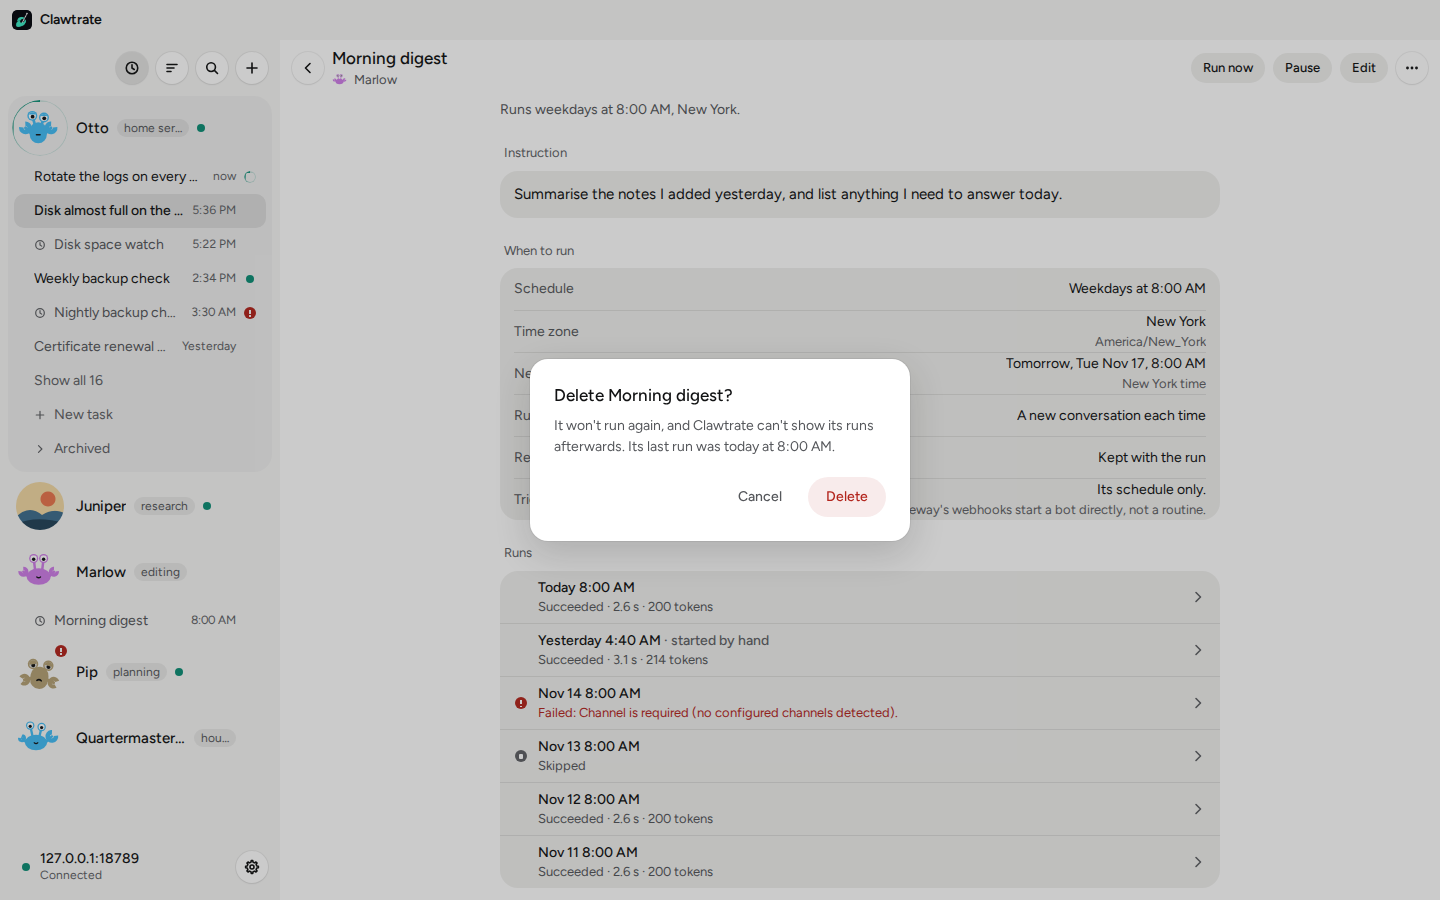 Clawtrate
Otto
home ser...
Rotate the logs on every ...
now
Disk almost full on the ...
5:36 PM
Disk space watch
5:22 PM
Weekly backup check
2:34 PM
Nightly backup ch...
3:30 AM
Certificate renewal ...
Yesterday
Show all 16
New task
Archived
Juniper
research
Marlow
editing
Morning digest
8:00 AM
Pip
planning
Quartermaster...
hou...
127.0.0.1:18789
Connected
Morning digest
Marlow
Run now
Pause
Edit
Runs weekdays at 8:00 AM, New York.
Instruction
Summarise the notes I added yesterday, and list anything I need to answer today.
When to run
Schedule
Weekdays at 8:00 AM
Time zone
New York
America/New_York
Ne
Tomorrow, Tue Nov 17, 8:00 AM
New York time
Ru
A new conversation each time
Re
Kept with the run
Tri
Its schedule only.
eway's webhooks start a bot directly, not a routine.
Delete Morning digest?
It won't run again, and Clawtrate can't show its runs
afterwards. Its last run was today at 8:00 AM.
Cancel
Delete
Runs
Today 8:00 AM
Succeeded · 2.6 s · 200 tokens
Yesterday 4:40 AM · started by hand
Succeeded · 3.1 s · 214 tokens
Nov 14 8:00 AM
Failed: Channel is required (no configured channels detected).
Nov 13 8:00 AM
Skipped
Nov 12 8:00 AM
Succeeded · 2.6 s · 200 tokens
Nov 11 8:00 AM
Succeeded · 2.6 s · 200 tokens